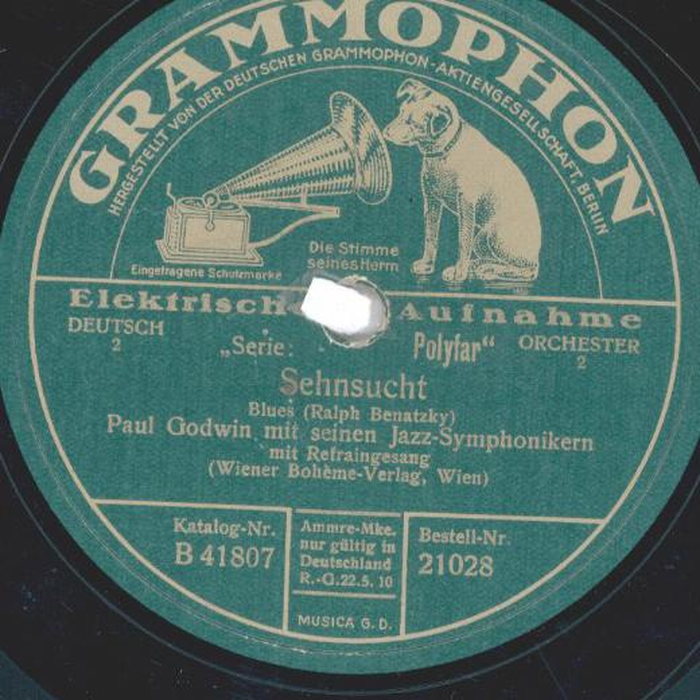 GRAMMOPHON
HERGESTELLT VON DER DEUTSCHEN GRAMMOPHON-AKTIENGESELLSCHAFT, BERLIN
Die Stimme
seines Herrn
Eingetragene Schutzmarke
Elektrische Aufnahme
DEUTSCH
2
„Serie: Polyfar“
ORCHESTER
2
Sehnsucht
Blues (Ralph Benatzky)
Paul Godwin mit seinen Jazz-Symphonikern
mit Refraingesang
(Wiener Bohème-Verlag, Wien)
Katalog-Nr.
B 41807
Ammre-Mke.
nur gültig in
Deutschland
R.-G.22.5.10
MUSICA G. D.
Bestell-Nr.
21028